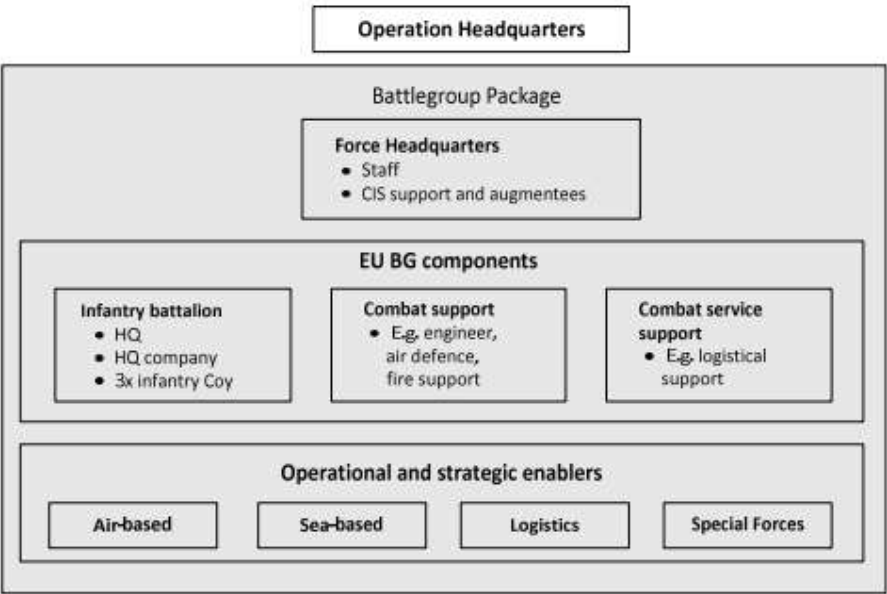 Operation Headquarters
Battlegroup Package
Force Headquarters
• Staff
• CIS support and augmentees
EU BG components
Infantry battalion
• HQ
• HQ company
• 3x infantry Coy
Combat support
• E.g. engineer,
air defence,
fire support
Combat service
support
• E.g. logistical
support
Operational and strategic enablers
Air-based
Sea-based
Logistics
Special Forces